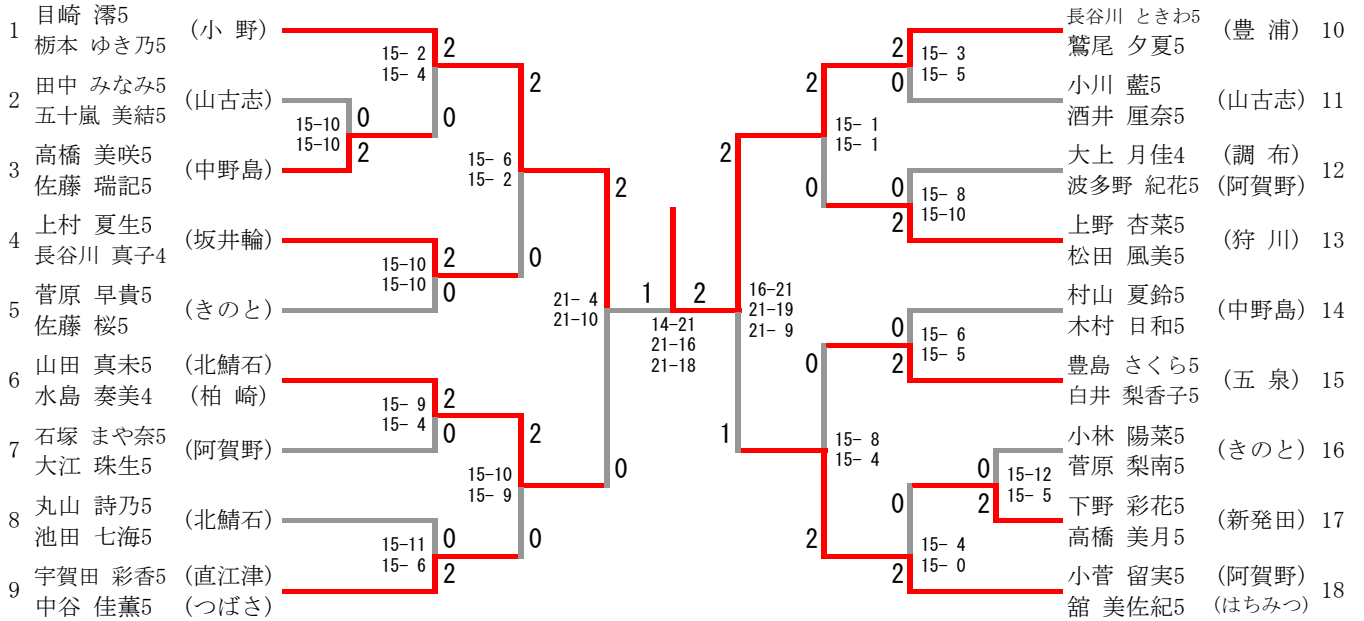 1 目崎 澪5 (小 野)
栃本 ゆき乃5
2 田中 みなみ5 (山古志)
五十嵐 美結5
3 高橋 美咲5 (中野島)
佐藤 瑞記5
4 上村 夏生5 (坂井輪)
長谷川 真子4
5 菅原 早貴5 (きのと)
佐藤 桜5
6 山田 真未5 (北鯖石)
水島 奏美4 (柏 崎)
7 石塚 まや奈5 (阿賀野)
大江 珠生5
8 丸山 詩乃5 (北鯖石)
池田 七海5
9 宇賀田 彩香5 (直江津)
中谷 佳薫5 (つばさ)
15- 2
15- 4
2
0
15-10
15-10
0
2
15- 6
15- 2
2
0
15-10
15-10
2
0
21- 4
21-10
2
0
15- 9
15- 4
2
0
15-10
15- 9
2
0
15-11
15- 6
0
2
1 2
14-21
21-16
21-18
16-21
21-19
21- 9
2
1
15- 1
15- 1
2
0
15- 3
15- 5
2
0
15- 8
15-10
0
2
15- 8
15- 4
0
2
15- 6
15- 5
0
2
15- 4
15- 0
0
2
15-12
15- 5
0
2
長谷川 ときわ5 (豊 浦) 10
鷲尾 夕夏5
小川 藍5 (山古志) 11
酒井 厘奈5
大上 月佳4 (調 布) 12
波多野 紀花5 (阿賀野)
上野 杏菜5 (狩 川) 13
松田 風美5
村山 夏鈴5 (中野島) 14
木村 日和5
豊島 さくら5 (五 泉) 15
白井 梨香子5
小林 陽菜5 (きのと) 16
菅原 梨南5
下野 彩花5 (新発田) 17
高橋 美月5
小菅 留実5 (阿賀野) 18
舘 美佐紀5 (はちみつ)